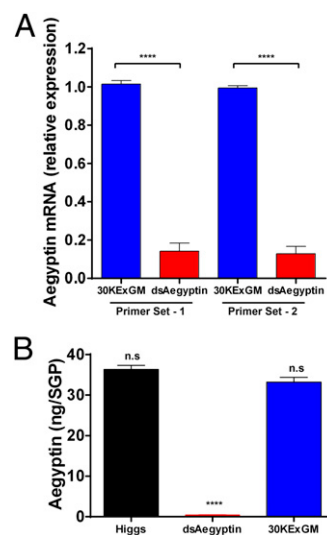 A
Aegyptin mRNA (relative expression)
1.2
1.0
0.8
0.6
0.4
0.2
0.0
**** ****
30KExGM dsAegyptin 30KExGM dsAegyptin
Primer Set - 1 Primer Set - 2
B
Aegyptin (ng/SGP)
40
30
20
10
0
n.s **** n.s
Higgs dsAegyptin 30KExGM